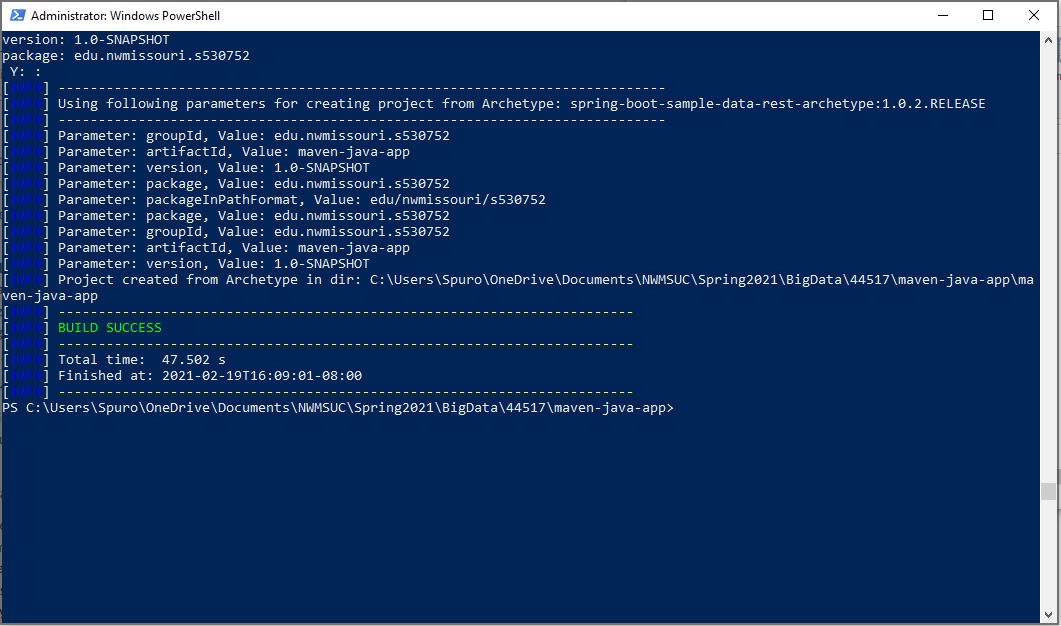 Administrator: Windows PowerShell
version: 1.0-SNAPSHOT
package: edu.nwmissouri.s530752
 Y: :
[INFO] ----------------------------------------------------------------------------
[INFO] Using following parameters for creating project from Archetype: spring-boot-sample-data-rest-archetype:1.0.2.RELEASE
[INFO] ----------------------------------------------------------------------------
[INFO] Parameter: groupId, Value: edu.nwmissouri.s530752
[INFO] Parameter: artifactId, Value: maven-java-app
[INFO] Parameter: version, Value: 1.0-SNAPSHOT
[INFO] Parameter: package, Value: edu.nwmissouri.s530752
[INFO] Parameter: packageInPathFormat, Value: edu/nwmissouri/s530752
[INFO] Parameter: package, Value: edu.nwmissouri.s530752
[INFO] Parameter: groupId, Value: edu.nwmissouri.s530752
[INFO] Parameter: artifactId, Value: maven-java-app
[INFO] Parameter: version, Value: 1.0-SNAPSHOT
[INFO] Project created from Archetype in dir: C:\Users\Spuro\OneDrive\Documents\NWMSUC\Spring2021\BigData\44517\maven-java-app\ma
ven-java-app
[INFO] ------------------------------------------------------------------------
[INFO] BUILD SUCCESS
[INFO] ------------------------------------------------------------------------
[INFO] Total time:  47.502 s
[INFO] Finished at: 2021-02-19T16:09:01-08:00
[INFO] ------------------------------------------------------------------------
PS C:\Users\Spuro\OneDrive\Documents\NWMSUC\Spring2021\BigData\44517\maven-java-app>